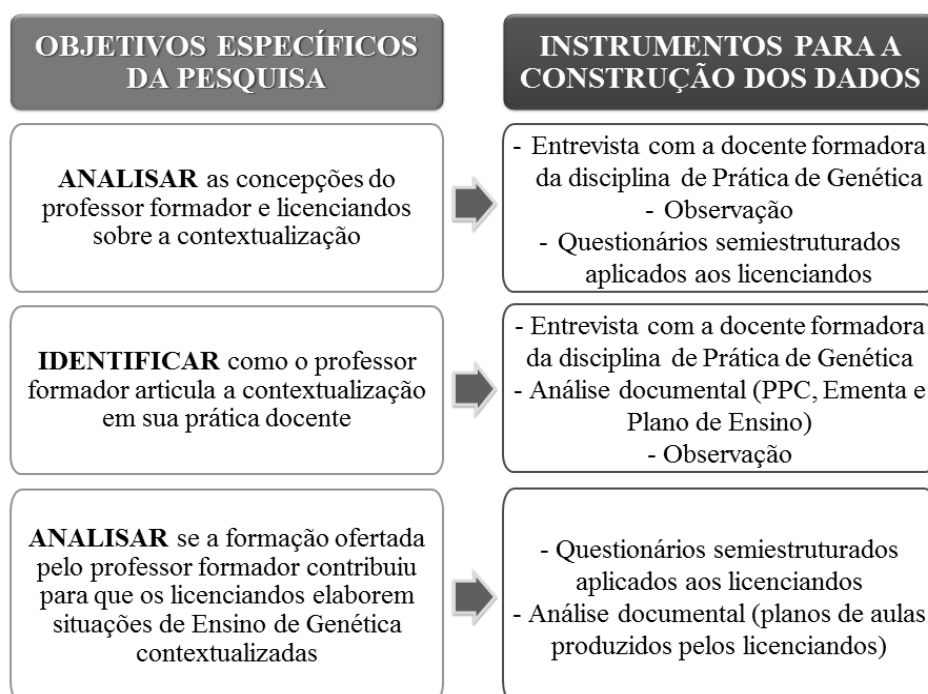 OBJETIVOS ESPECÍFICOS
DA PESQUISA
INSTRUMENTOS PARA A
CONSTRUÇÃO DOS DADOS
ANALISAR as concepções do
professor formador e licenciandos
sobre a contextualização
- Entrevista com a docente formadora
da disciplina de Prática de Genética
- Observação
- Questionários semiestruturados
aplicados aos licenciandos
IDENTIFICAR como o professor
formador articula a contextualização
em sua prática docente
- Entrevista com a docente formadora
da disciplina de Prática de Genética
- Análise documental (PPC, Ementa e
Plano de Ensino)
- Observação
ANALISAR se a formação ofertada
pelo professor formador contribuiu
para que os licenciandos elaborem
situações de Ensino de Genética
contextualizadas
- Questionários semiestruturados
aplicados aos licenciandos
- Análise documental (planos de aulas
produzidos pelos licenciandos)